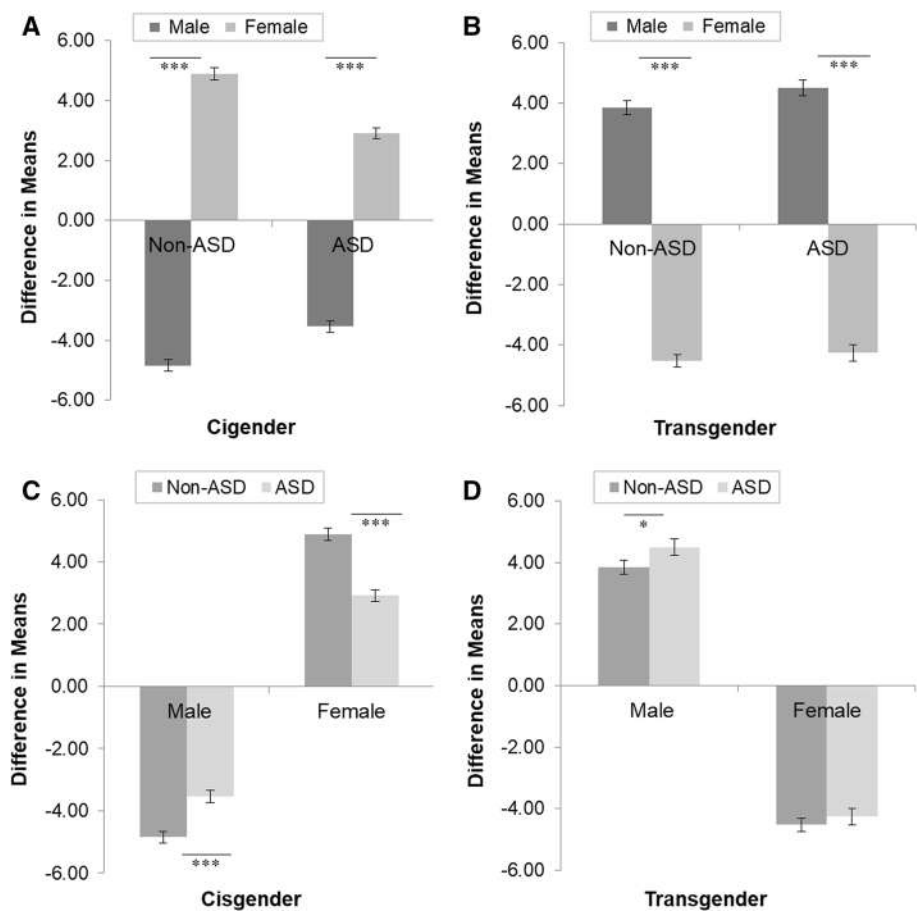 A
Male Female
6.00
4.00
2.00
0.00
-2.00
-4.00
-6.00
Difference in Means
***
***
Non-ASD ASD
Cigender
B
Male Female
6.00
4.00
2.00
0.00
-2.00
-4.00
-6.00
Difference in Means
***
***
Non-ASD ASD
Transgender
C
Non-ASD ASD
6.00
4.00
2.00
0.00
-2.00
-4.00
-6.00
Difference in Means
***
Male Female
***
Cisgender
D
Non-ASD ASD
6.00
4.00
2.00
0.00
-2.00
-4.00
-6.00
Difference in Means
*
Male Female
Transgender